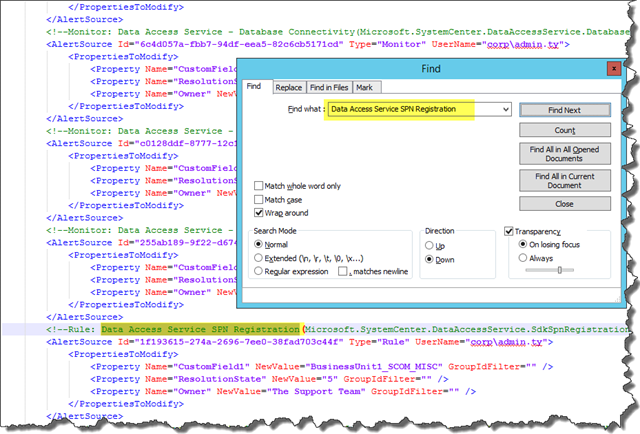 </PropertiesToModify>
</AlertSource>
<!--Monitor: Data Access Service - Database Connectivity(Microsoft.SystemCenter.DataAccessService.Database
<AlertSource Id="6c4d057a-fbb7-94df-eea5-82c6cb5171cd" Type="Monitor" UserName="corp\admin.ty">
<PropertiesToModify>
<Property Name="CustomField
<Property Name="ResolutionS
<Property Name="Owner" NewV
</PropertiesToModify>
</AlertSource>
<!--Monitor: Data Access Service -
<AlertSource Id="c0128ddf-8777-12c1
<PropertiesToModify>
<Property Name="CustomField
<Property Name="ResolutionS
<Property Name="Owner" NewV
</PropertiesToModify>
</AlertSource>
<!--Monitor: Data Access Service -
<AlertSource Id="255ab189-9f22-d674
<PropertiesToModify>
<Property Name="CustomField
<Property Name="ResolutionS
<Property Name="Owner" NewV
</PropertiesToModify>
</AlertSource>
<!--Rule: Data Access Service SPN Registration(Microsoft.SystemCenter.DataAccessService.SdkSpnRegistration
<AlertSource Id="1f193615-274a-2696-7ee0-38fad703c44f" Type="Rule" UserName="corp\admin.ty">
<PropertiesToModify>
<Property Name="CustomField1" NewValue="BusinessUnit1_SCOM_MISC" GroupIdFilter="" />
<Property Name="ResolutionState" NewValue="5" GroupIdFilter="" />
<Property Name="Owner" NewValue="The Support Team" GroupIdFilter="" />
</PropertiesToModify>
</AlertSource>
Find
x
Find Replace Find in Files Mark
Find what : Data Access Service SPN Registration
Find Next
Count
Find All in All Opened
Documents
Find All in Current
Document
Close
Match whole word only
Match case
Wrap around
Search Mode
Normal
Extended (\n, \r, \t, \0, \x...)
Regular expression
. matches newline
Direction
Up
Down
Transparency
On losing focus
Always